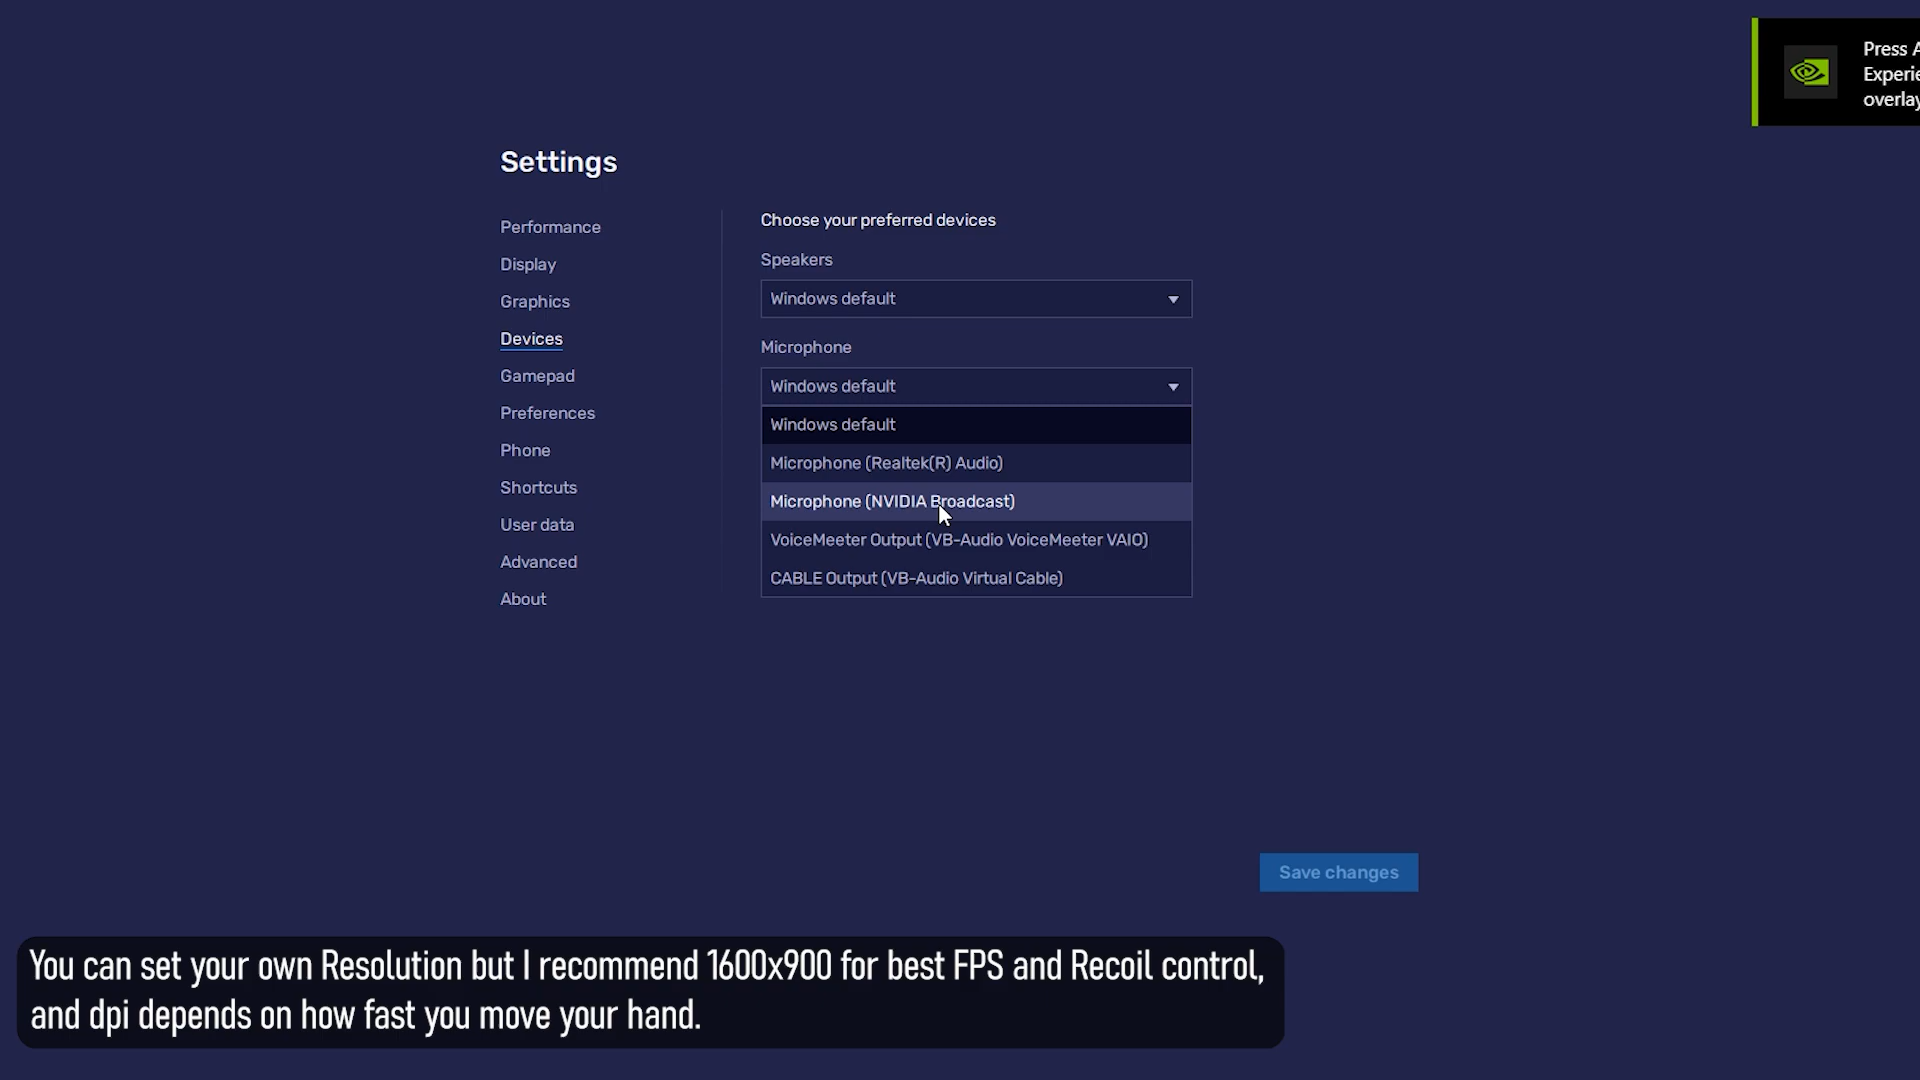 Press
Experie
overlay
Settings
Performance
Display
Graphics
Devices
Gamepad
Preferences
Phone
Shortcuts
User data
Advanced
About
Choose your preferred devices
Speakers
Windows default
Microphone
Windows default
Windows default
Microphone (Realtek(R) Audio)
Microphone (NVIDIA Broadcast)
VoiceMeeter Output (VB-Audio VoiceMeeter VAIO)
CABLE Output (VB-Audio Virtual Cable)
Save changes
You can set your own Resolution but I recommend 1600x900 for best FPS and Recoil control,
and dpi depends on how fast you move your hand.